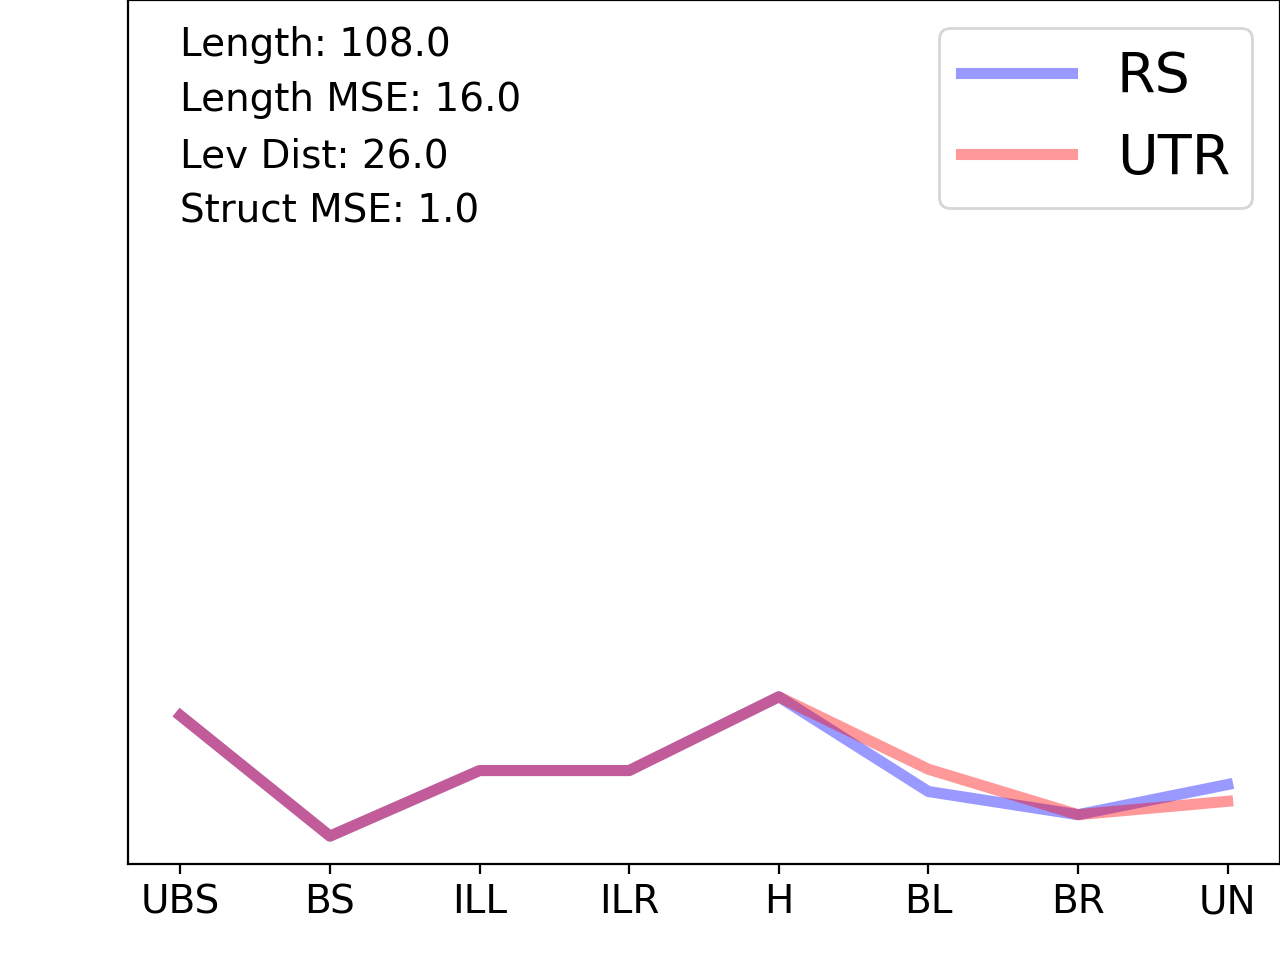 Length: 108.0
Length MSE: 16.0
Lev Dist: 26.0
Struct MSE: 1.0
RS
UTR
UBS BS ILL ILR H BL BR UN